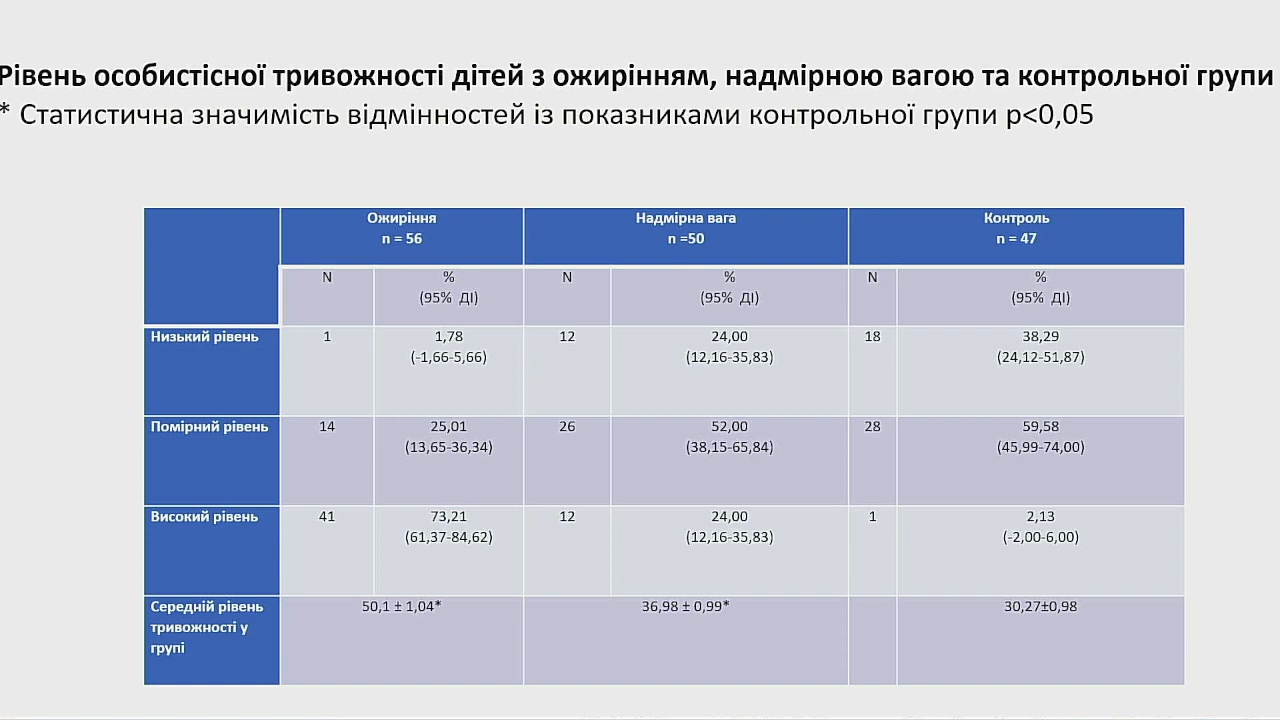 Рівень особистісної тривожності дітей з ожирінням, надмірною вагою та контрольної групи
* Статистична значимість відмінностей із показниками контрольної групи р<0,05
Ожиріння
n = 56
Надмірна вага
n =50
Контроль
n = 47
N
%
(95% ДІ)
N
%
(95% ДІ)
N
%
(95% ДІ)
Низький рівень
1
1,78
(-1,66-5,66)
12
24,00
(12,16-35,83)
18
38,29
(24,12-51,87)
Помірний рівень
14
25,01
(13,65-36,34)
26
52,00
(38,15-65,84)
28
59,58
(45,99-74,00)
Високий рівень
41
73,21
(61,37-84,62)
12
24,00
(12,16-35,83)
1
2,13
(-2,00-6,00)
Середній рівень
тривожності у
групі
50,1 ± 1,04*
36,98 ± 0,99*
30,27±0,98